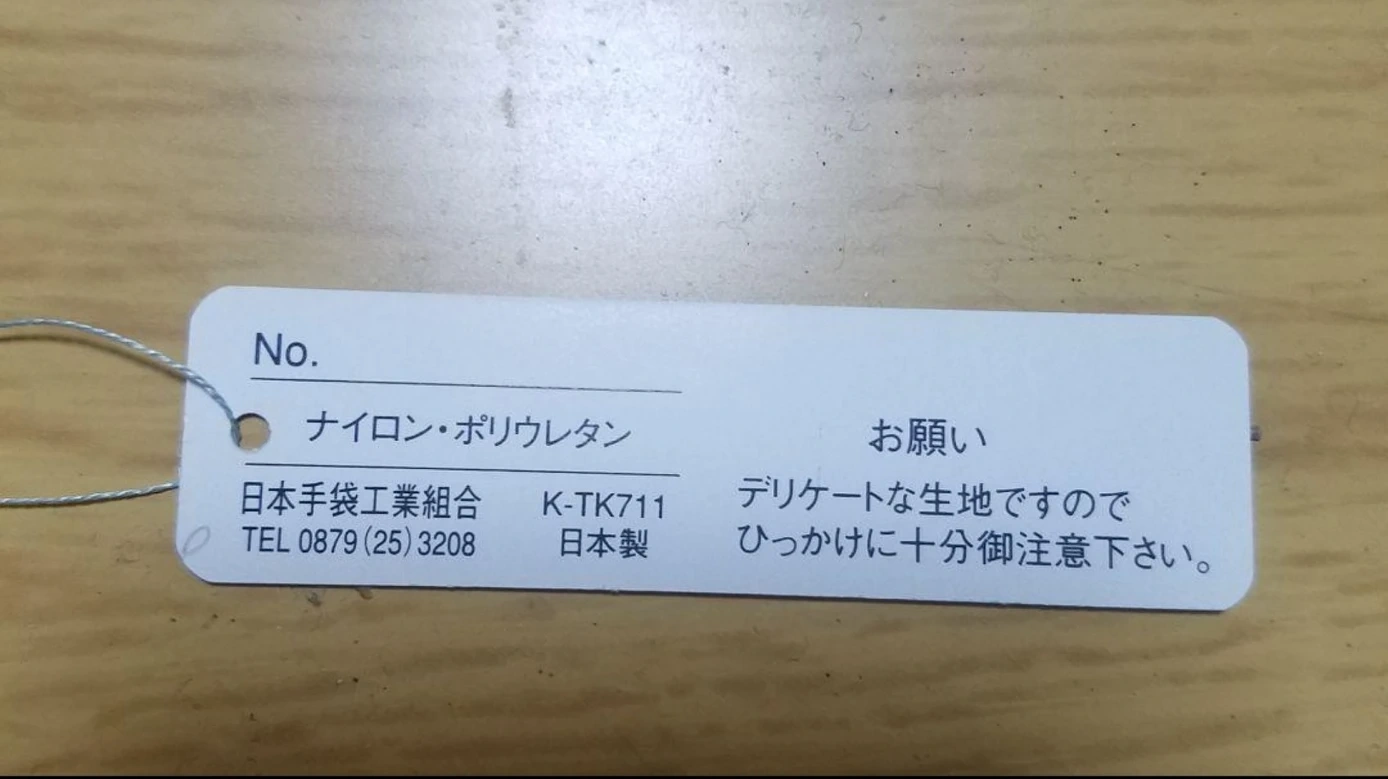 No.
ナイロン・ポリウレタン
日本手袋工業組合 K-TK711
TEL 0879(25)3208 日本製
お願い
デリケートな生地ですので
ひっかけに十分御注意下さい。